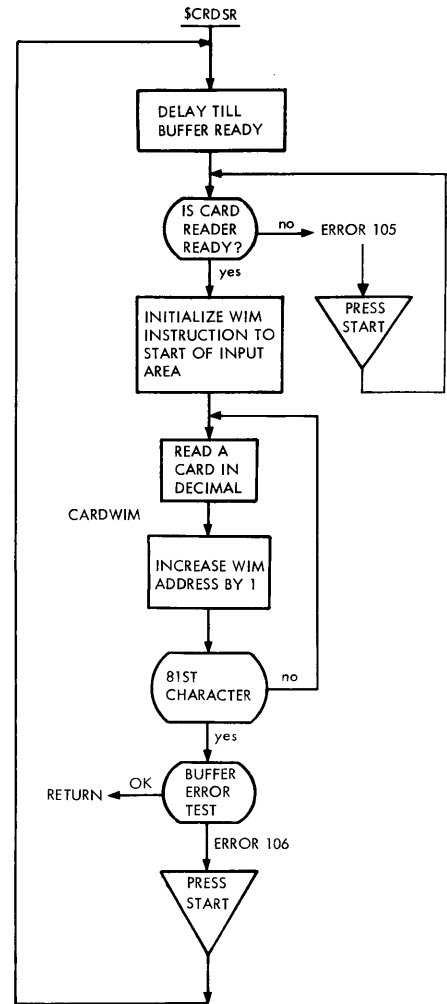 $CRDSR
DELAY TILL
BUFFER READY
IS CARD
READER
READY?
no
ERROR 105
yes
PRESS
START
INITIALIZE WIM
INSTRUCTION TO
START OF INPUT
AREA
READ A
CARD IN
DECIMAL
CARDWIM
INCREASE WIM
ADDRESS BY 1
81ST
CHARACTER
no
yes
BUFFER
ERROR
TEST
OK
RETURN
ERROR 106
PRESS
START